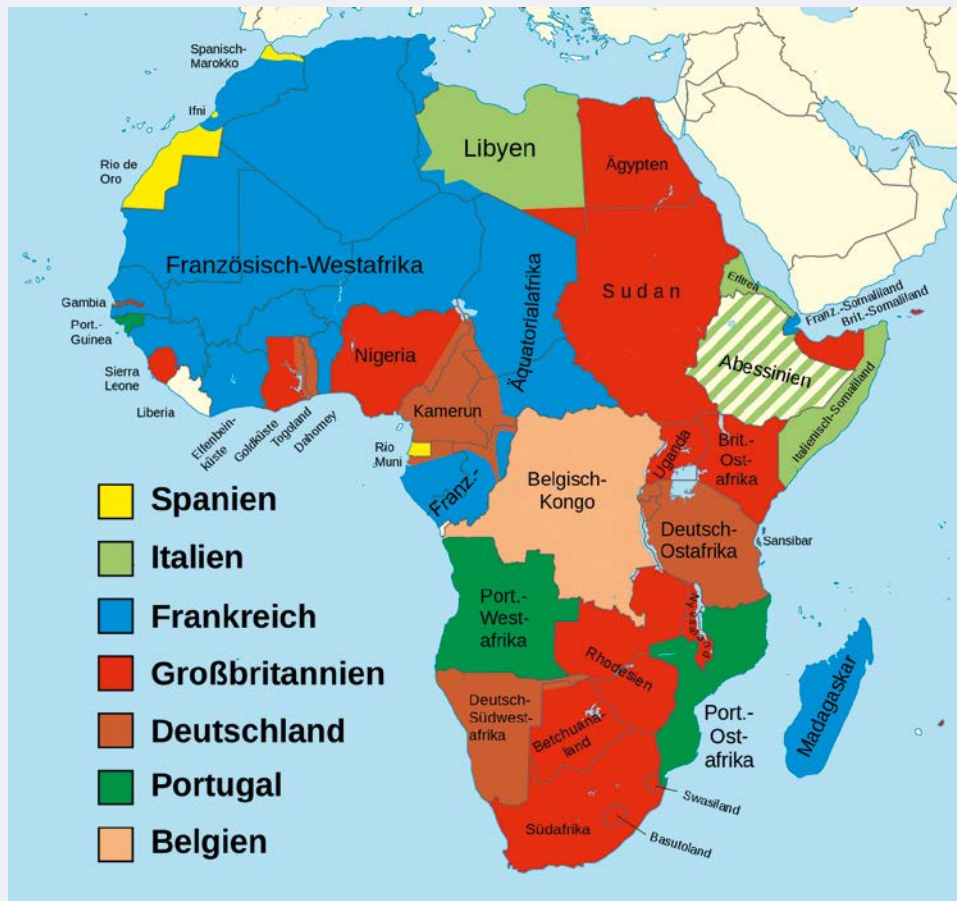 Spanisch-
Marokko
Ifni
Rio de
Oro
Libyen
Ägypten
Französisch-Westafrika
Äquatorialafrika
Sudan
Eritrea
Franz.-Somaliland
Brit.-Somaliland
Gambia
Port.-
Guinea
Sierra
Leone
Liberia
Elfenbein-
küste
Goldküste
Togoland
Dahomey
Nigeria
Kamerun
Rio
Muni
Franz.-
Abessinien
Italienisch-Somaliland
Uganda
Brit.-
Ost-
afrika
Belgisch-
Kongo
Deutsch-
Ostafrika
Sansibar
Port.-
West-
afrika
Rhodesien
Nyassaland
Deutsch-
Südwest-
afrika
Betchuana-
land
Port.-
Ost-
afrika
Madagaskar
Südafrika
Swasiland
Basutoland
Spanien
Italien
Frankreich
Großbritannien
Deutschland
Portugal
Belgien